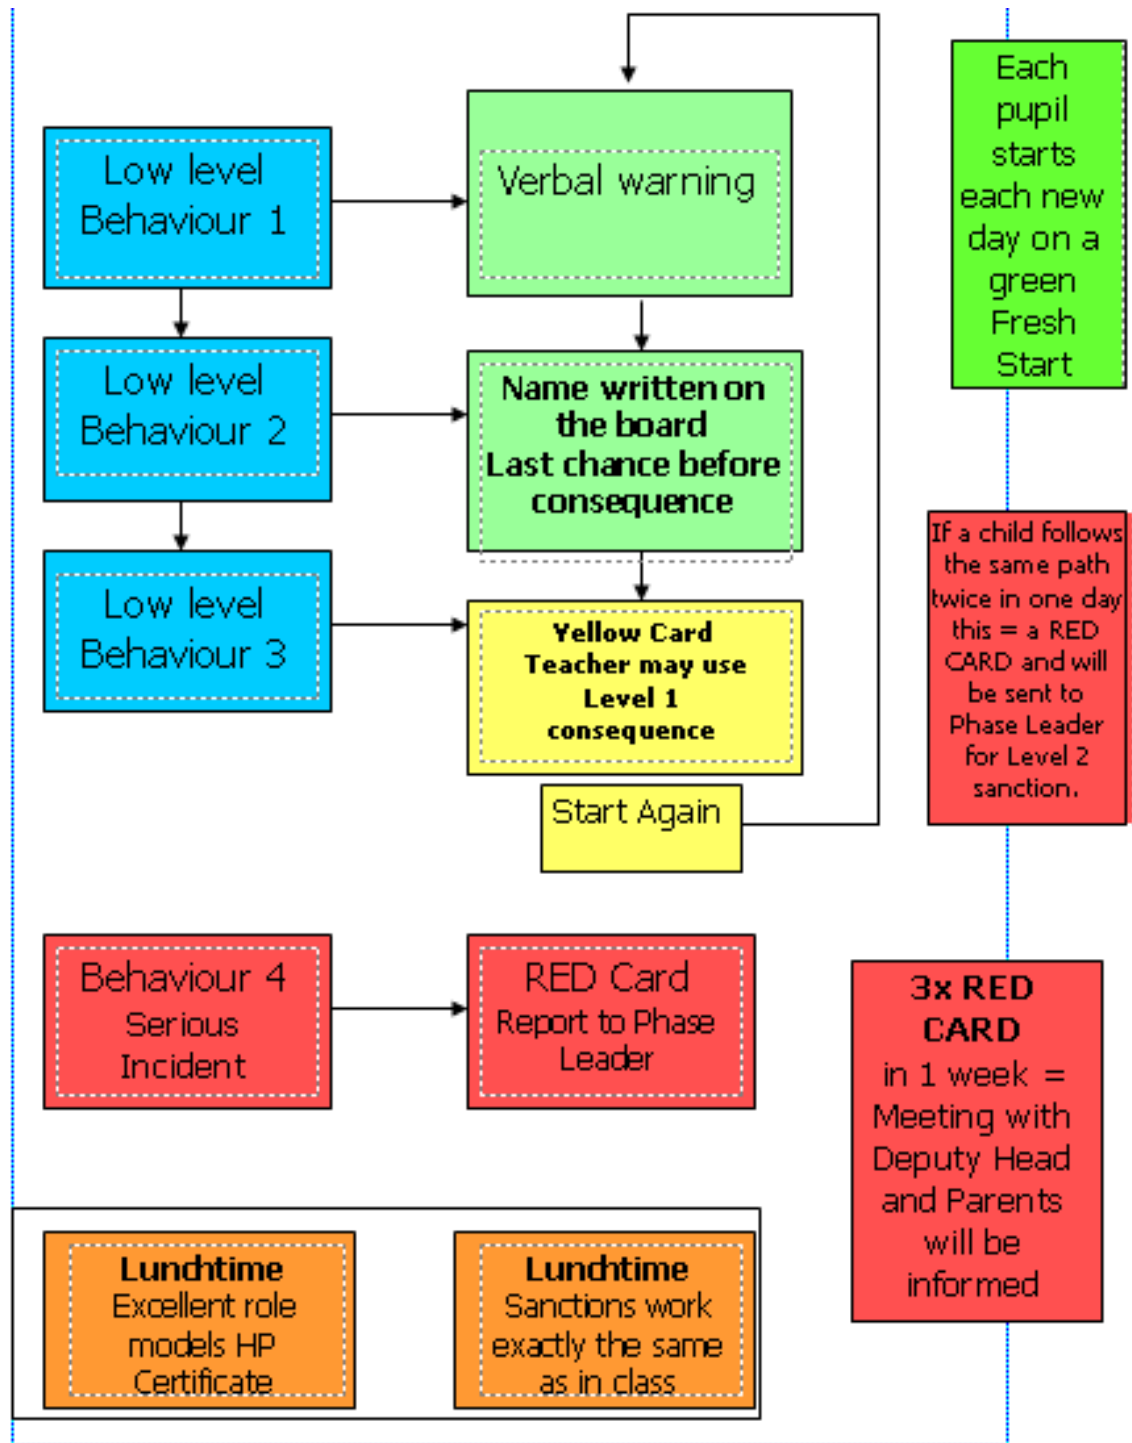 Low level
Behaviour 1
Verbal warning
Each
pupil
starts
each new
day on a
green
Fresh
Start
Low level
Behaviour 2
Name written on
the board
Last chance before
consequence
Low level
Behaviour 3
Yellow Card
Teacher may use
Level 1
consequence
Start Again
If a child follows
the same path
twice in one day
this = a RED
CARD and will
be sent to
Phase Leader
for Level 2
sanction.
Behaviour 4
Serious
Incident
RED Card
Report to Phase
Leader
3x RED
CARD
in 1 week =
Meeting with
Deputy Head
and Parents
will be
informed
Lunchtime
Excellent role
models HP
Certificate
Lunchtime
Sanctions work
exactly the same
as in class